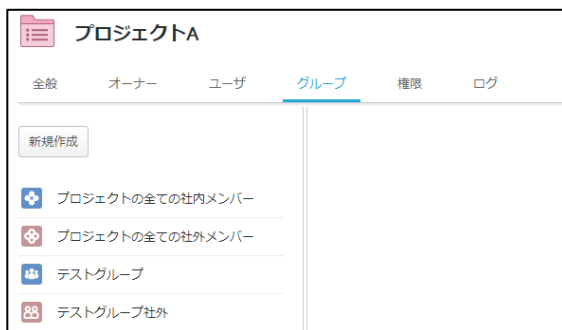 プロジェクトA
全般 オーナー ユーザ グループ 権限 ログ
新規作成
プロジェクトの全ての社内メンバー
プロジェクトの全ての社外メンバー
テストグループ
テストグループ社外